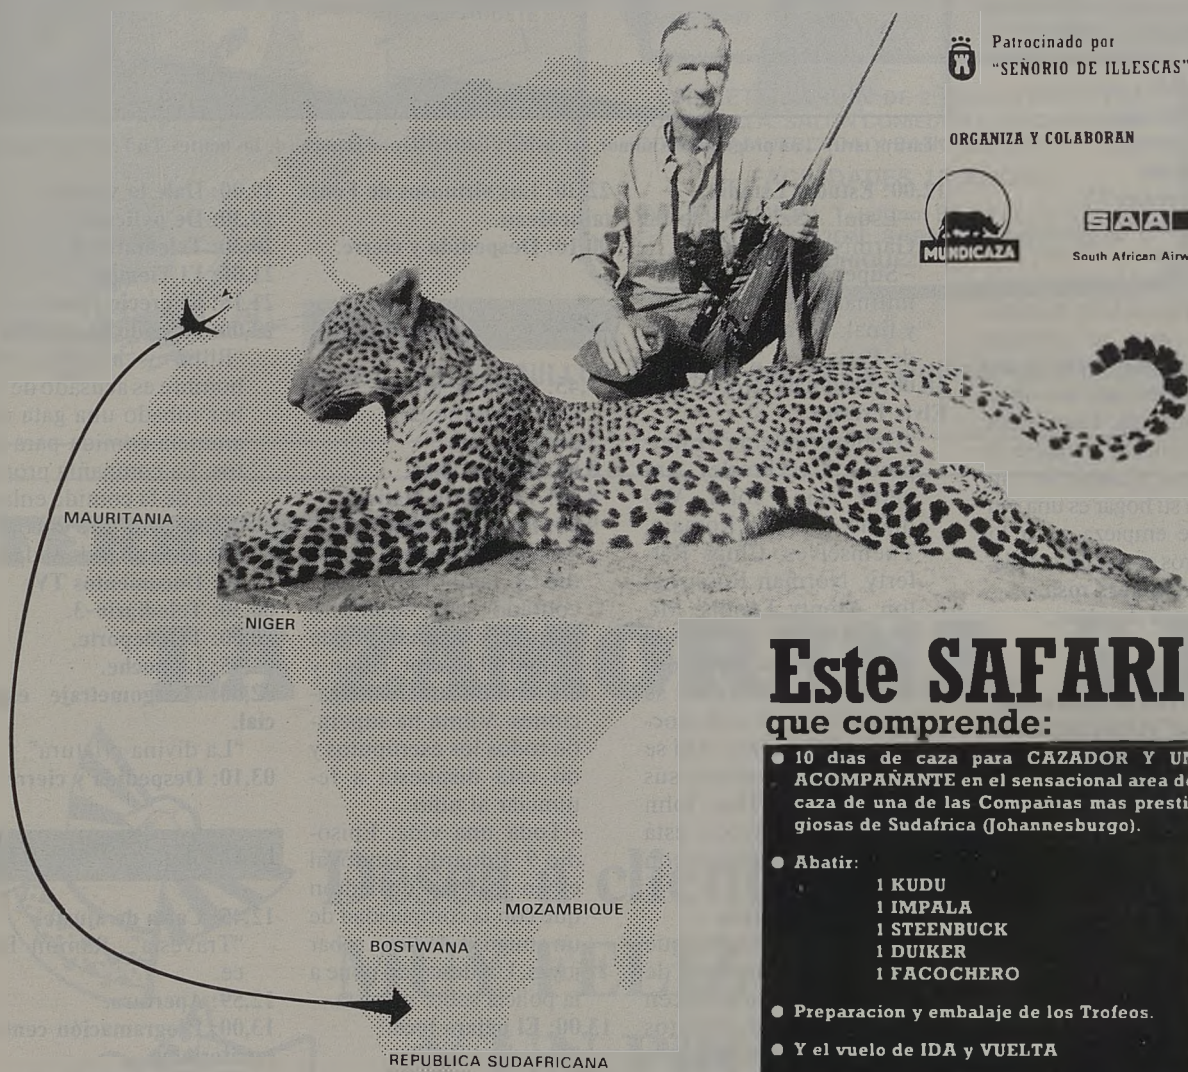 Patrocinado por
"SEÑORIO DE ILLESCAS"
ORGANIZA Y COLABORAN
MUNDICAZA
SAA
South African Airw
MAURITANIA
NIGER
MOZAMBIQUE
BOSTWANA
REPUBLICA SUDAFRICANA
Este SAFARI
que comprende:
● 10 dias de caza para CAZADOR Y UN
ACOMPAÑANTE en el sensacional area de
caza de una de las Compañias mas presti-
giosas de Sudafrica (Johannesburgo).
● Abatir:
1 KUDU
1 IMPALA
1 STEENBUCK
1 DUIKER
1 FACOCHERO
● Preparacion y embalaje de los Trofeos.
● Y el vuelo de IDA y VUELTA